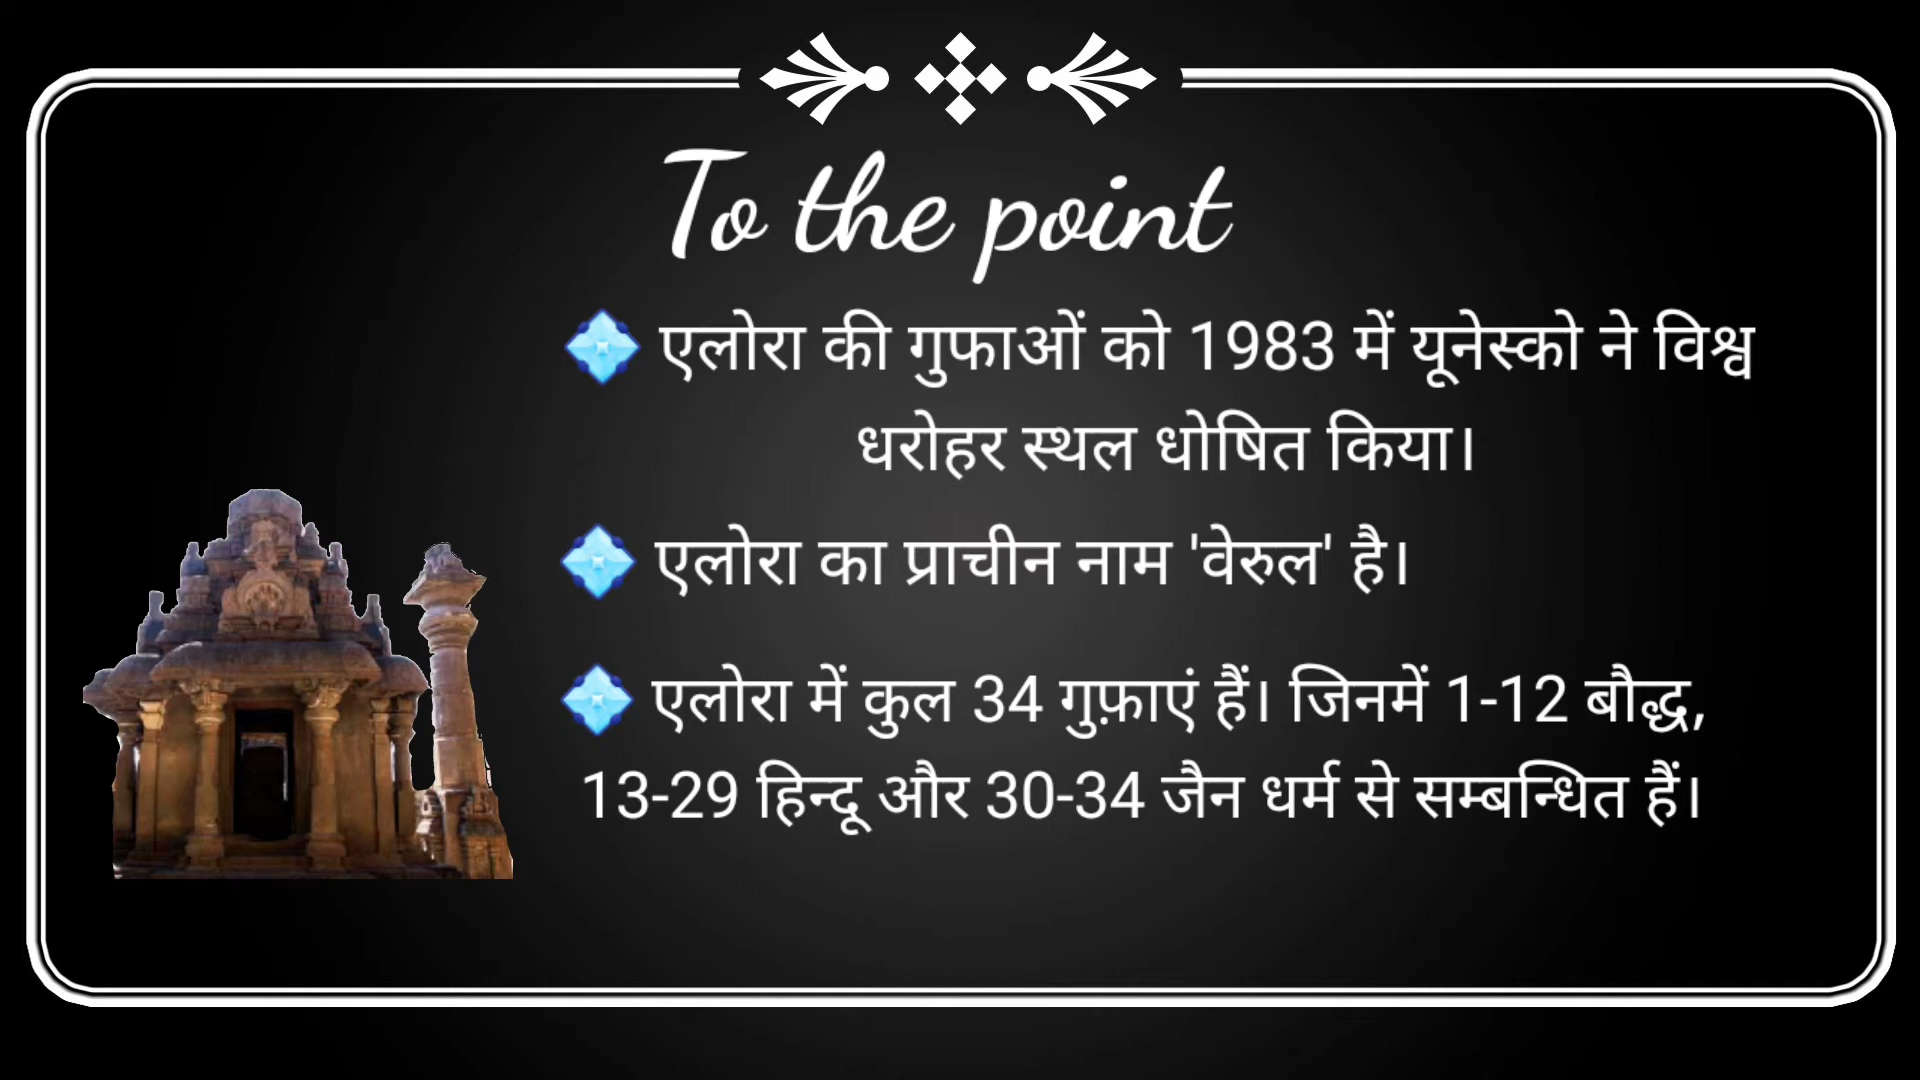 To the point
एलोरा की गुफाओं को 1983 में यूनेस्को ने विश्व
धरोहर स्थल धोषित किया।
एलोरा का प्राचीन नाम 'वेरुल' है।
एलोरा में कुल 34 गुफ़ाएं हैं। जिनमें 1-12 बौद्ध,
13-29 हिन्दू और 30-34 जैन धर्म से सम्बन्धित हैं।